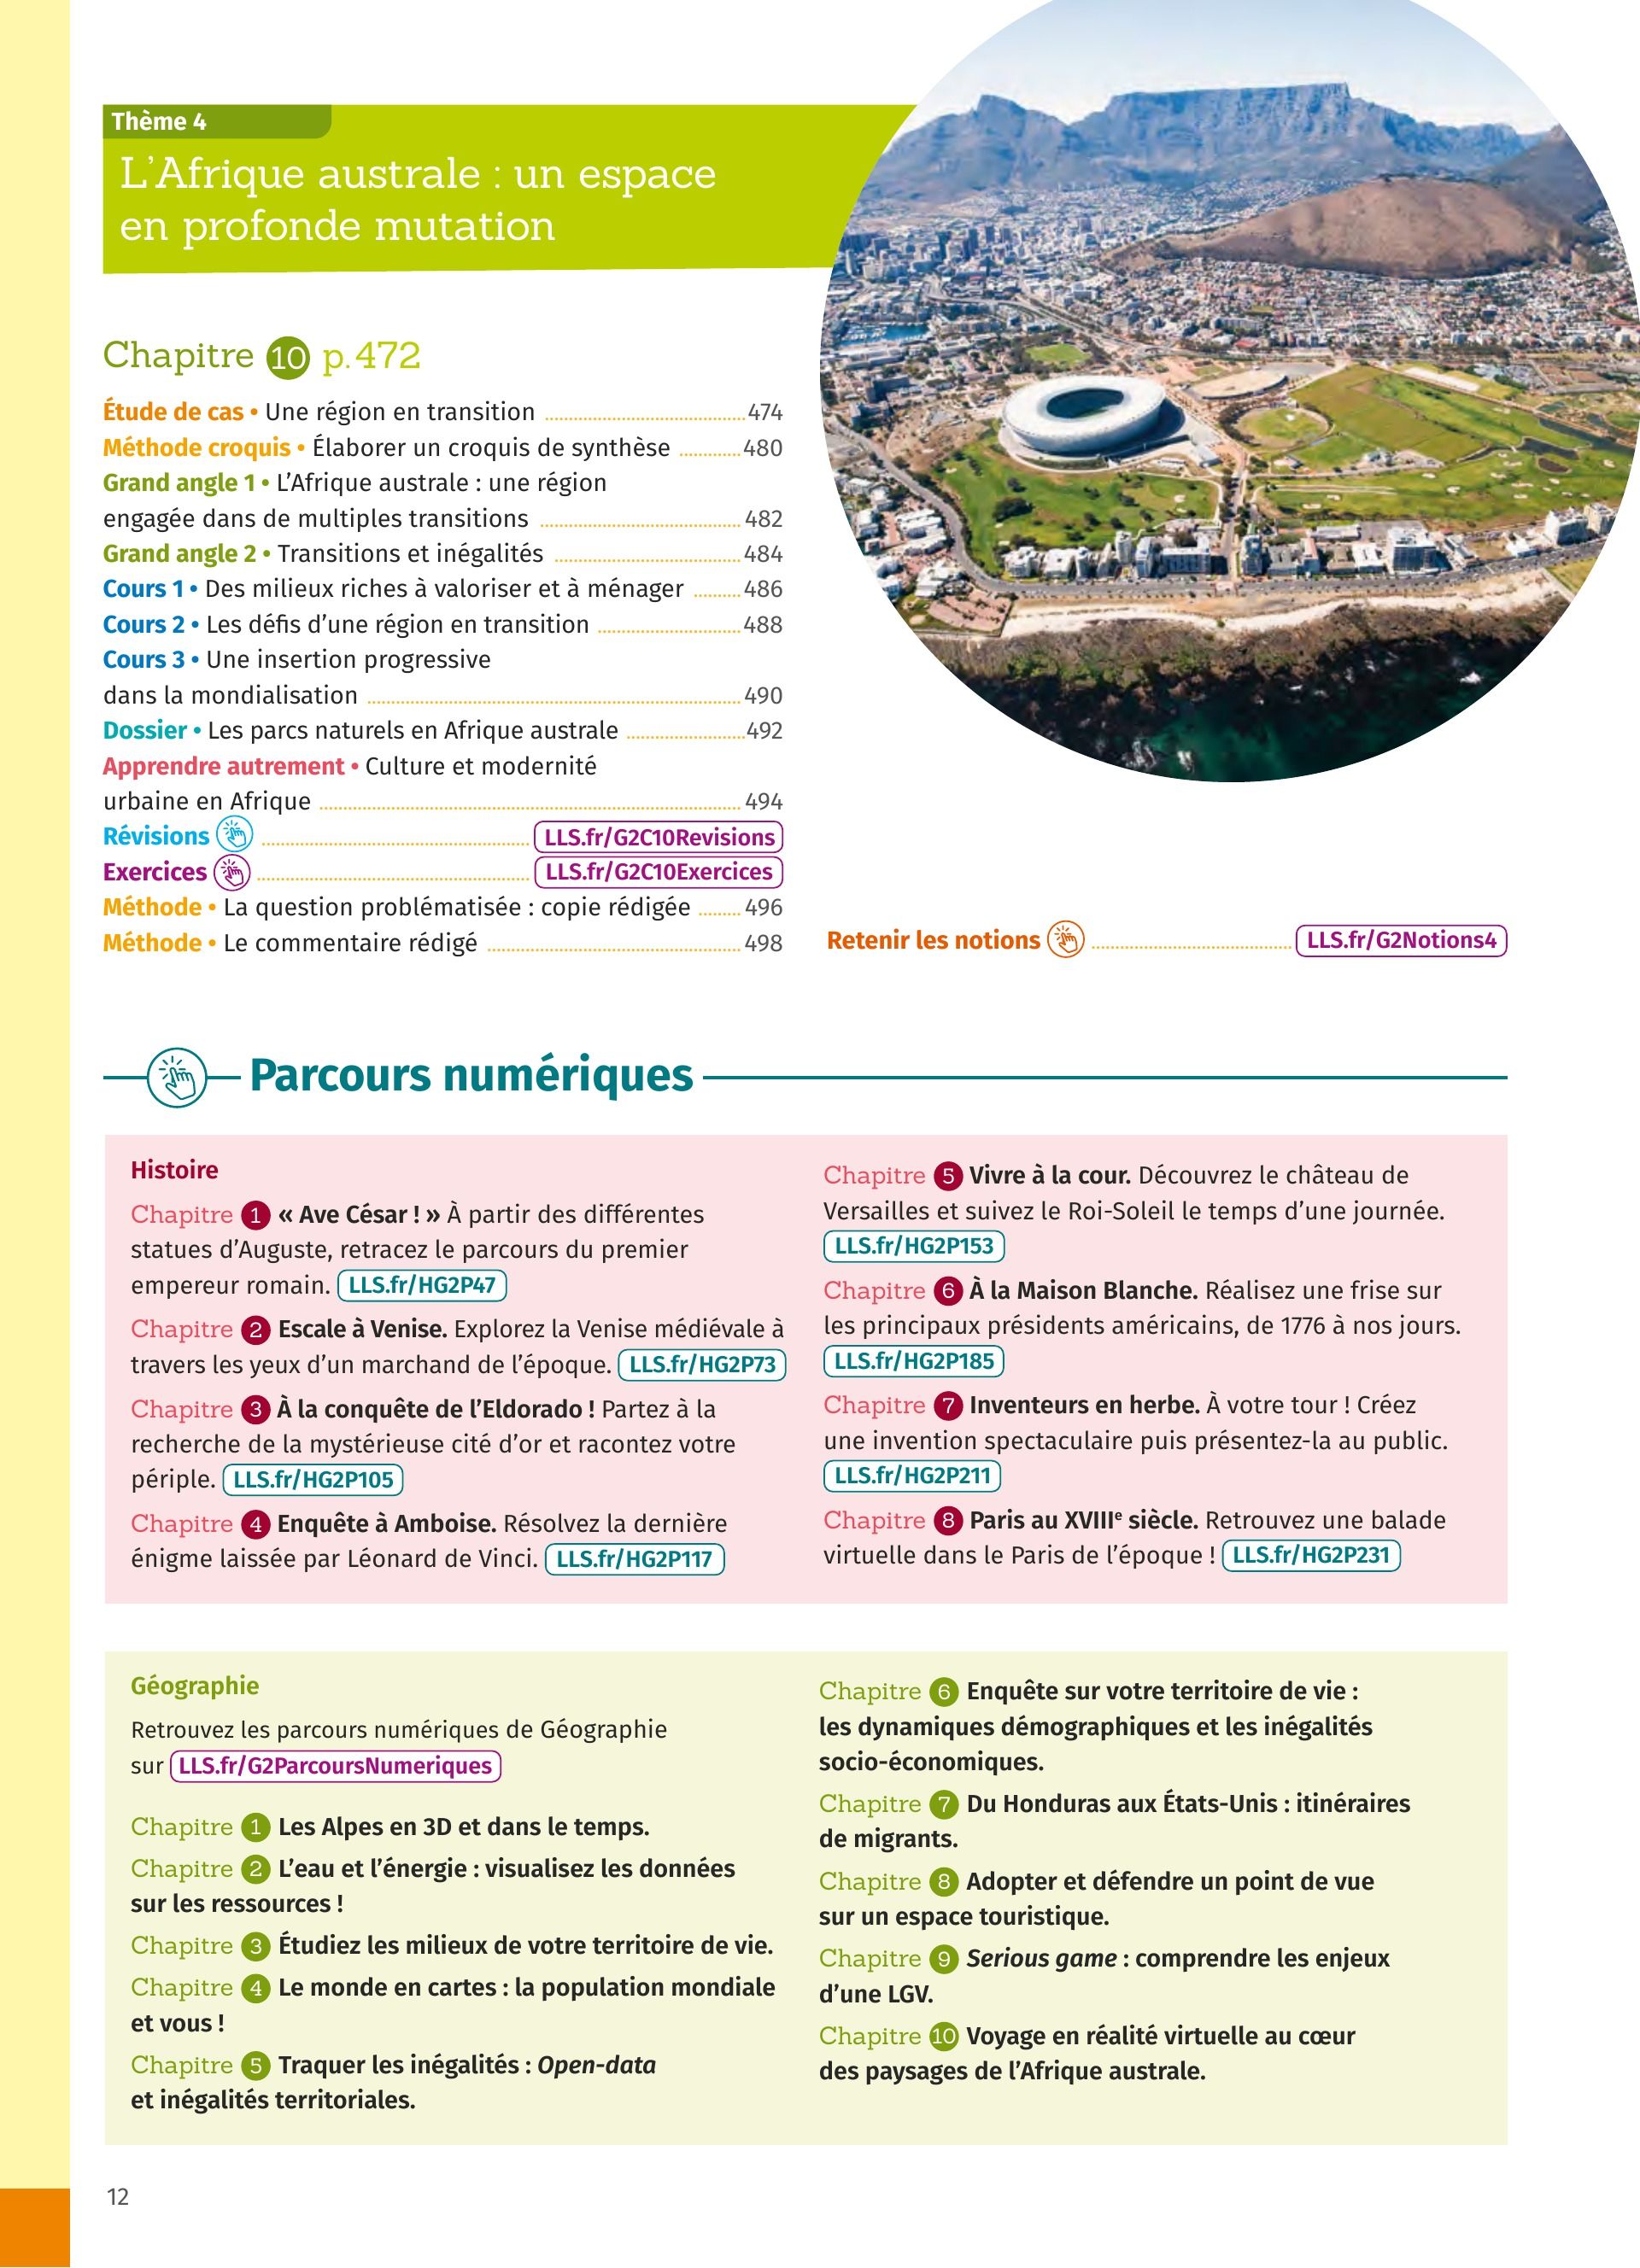 Thème 4
L’Afrique australe : un espace
en profonde mutation
Chapitre 10 p. 472
Étude de cas • Une région en transition 474
Méthode croquis • Élaborer un croquis de synthèse 480
Grand angle 1 • L’Afrique australe : une région
engagée dans de multiples transitions 482
Grand angle 2 • Transitions et inégalités 484
Cours 1 • Des milieux riches à valoriser et à ménager 486
Cours 2 • Les défis d’une région en transition 488
Cours 3 • Une insertion progressive
dans la mondialisation 490
Dossier • Les parcs naturels en Afrique australe 492
Apprendre autrement • Culture et modernité
urbaine en Afrique 494
Révisions LLS.fr/G2C10Revisions
Exercices LLS.fr/G2C10Exercices
Méthode • La question problématisée : copie rédigée 496
Méthode • Le commentaire rédigé 498
Retenir les notions LLS.fr/G2Notions4
Parcours numériques
Histoire
Chapitre 1 « Ave César ! » À partir des différentes
statues d’Auguste, retracez le parcours du premier
empereur romain. LLS.fr/HG2P47
Chapitre 2 Escale à Venise. Explorez la Venise médiévale à
travers les yeux d’un marchand de l’époque. LLS.fr/HG2P73
Chapitre 3 À la conquête de l’Eldorado ! Partez à la
recherche de la mystérieuse cité d’or et racontez votre
périple. LLS.fr/HG2P105
Chapitre 4 Enquête à Amboise. Résolvez la dernière
énigme laissée par Léonard de Vinci. LLS.fr/HG2P117
Chapitre 5 Vivre à la cour. Découvrez le château de
Versailles et suivez le Roi-Soleil le temps d’une journée.
LLS.fr/HG2P153
Chapitre 6 À la Maison Blanche. Réalisez une frise sur
les principaux présidents américains, de 1776 à nos jours.
LLS.fr/HG2P185
Chapitre 7 Inventeurs en herbe. À votre tour ! Créez
une invention spectaculaire puis présentez-la au public.
LLS.fr/HG2P211
Chapitre 8 Paris au XVIIIe siècle. Retrouvez une balade
virtuelle dans le Paris de l’époque ! LLS.fr/HG2P231
Géographie
Retrouvez les parcours numériques de Géographie
sur LLS.fr/G2ParcoursNumeriques
Chapitre 1 Les Alpes en 3D et dans le temps.
Chapitre 2 L’eau et l’énergie : visualisez les données
sur les ressources !
Chapitre 3 Étudiez les milieux de votre territoire de vie.
Chapitre 4 Le monde en cartes : la population mondiale
et vous !
Chapitre 5 Traquer les inégalités : Open-data
et inégalités territoriales.
Chapitre 6 Enquête sur votre territoire de vie :
les dynamiques démographiques et les inégalités
socio-économiques.
Chapitre 7 Du Honduras aux États-Unis : itinéraires
de migrants.
Chapitre 8 Adopter et défendre un point de vue
sur un espace touristique.
Chapitre 9 Serious game : comprendre les enjeux
d’une LGV.
Chapitre 10 Voyage en réalité virtuelle au cœur
des paysages de l’Afrique australe.
12